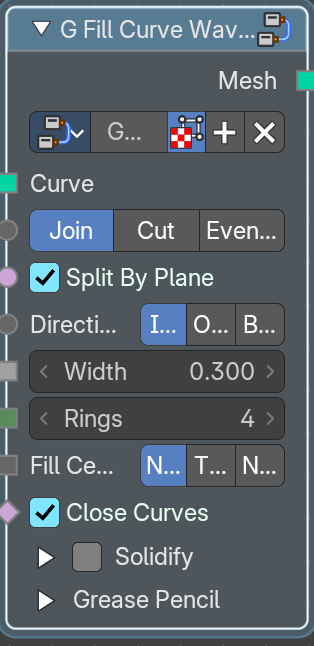 G Fill Curve Wav...
Mesh
G...
Curve
Join Cut Even...
Split By Plane
Directi... I... O... B...
Width 0.300
Rings 4
Fill Ce... N... T... N...
Close Curves
Solidify
Grease Pencil